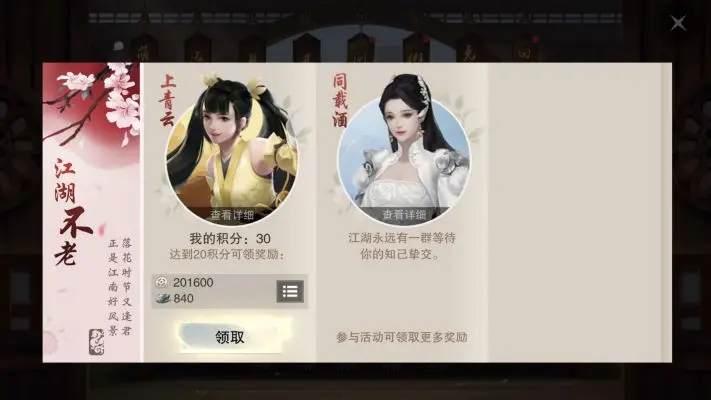 江湖不老
落花时节又逢君
正是江南好风景
上青云
查看详细
我的积分：30
达到20积分可领奖励：
201600
840
领取
同载酒
查看详细
江湖永远有一群等待
你的知己挚交。
参与活动可领取更多奖励